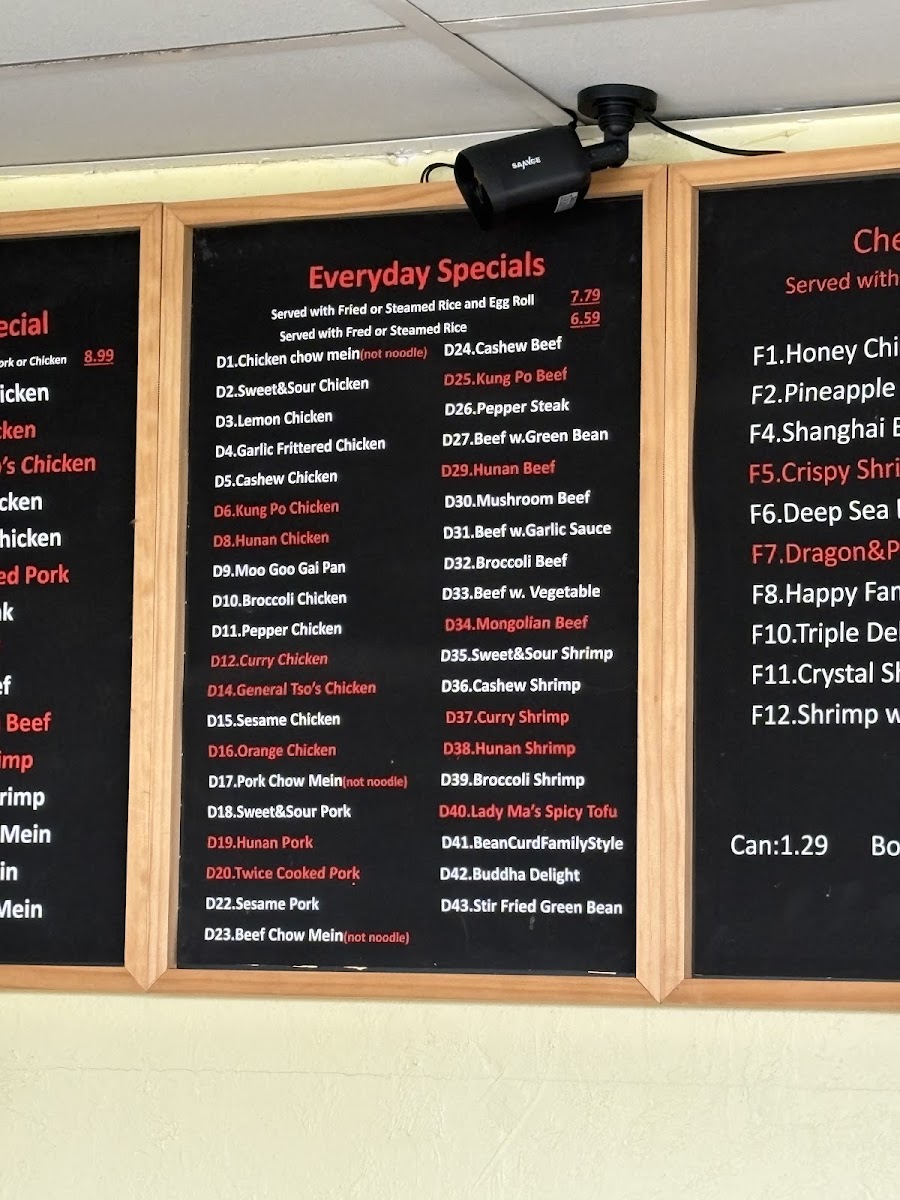 SANNCE
ecial
ork or Chicken 8.99
icken
cken
o's Chicken
cken
hicken
ed Pork
ak
ef
Beef
imp
rimp
Mein
in
Mein
Everyday Specials
Served with Fried or Steamed Rice and Egg Roll 7.79
Served with Fred or Steamed Rice 6.59
D1.Chicken chow mein(not noodle)
D2.Sweet&Sour Chicken
D3.Lemon Chicken
D4.Garlic Frittered Chicken
D5.Cashew Chicken
D6.Kung Po Chicken
D8.Hunan Chicken
D9.Moo Goo Gai Pan
D10.Broccoli Chicken
D11.Pepper Chicken
D12.Curry Chicken
D14.General Tso's Chicken
D15.Sesame Chicken
D16.Orange Chicken
D17.Pork Chow Mein(not noodle)
D18.Sweet&Sour Pork
D19.Hunan Pork
D20.Twice Cooked Pork
D22.Sesame Pork
D23.Beef Chow Mein(not noodle)
D24.Cashew Beef
D25.Kung Po Beef
D26.Pepper Steak
D27.Beef w.Green Bean
D29.Hunan Beef
D30.Mushroom Beef
D31.Beef w.Garlic Sauce
D32.Broccoli Beef
D33.Beef w. Vegetable
D34.Mongolian Beef
D35.Sweet&Sour Shrimp
D36.Cashew Shrimp
D37.Curry Shrimp
D38.Hunan Shrimp
D39.Broccoli Shrimp
D40.Lady Ma's Spicy Tofu
D41.BeanCurdFamilyStyle
D42.Buddha Delight
D43.Stir Fried Green Bean
Che
Served with
F1.Honey Chi
F2.Pineapple
F4.Shanghai
F5.Crispy Shri
F6.Deep Sea
F7.Dragon&P
F8.Happy Fam
F10.Triple Del
F11.Crystal Sh
F12.Shrimp w
Can:1.29 Bo